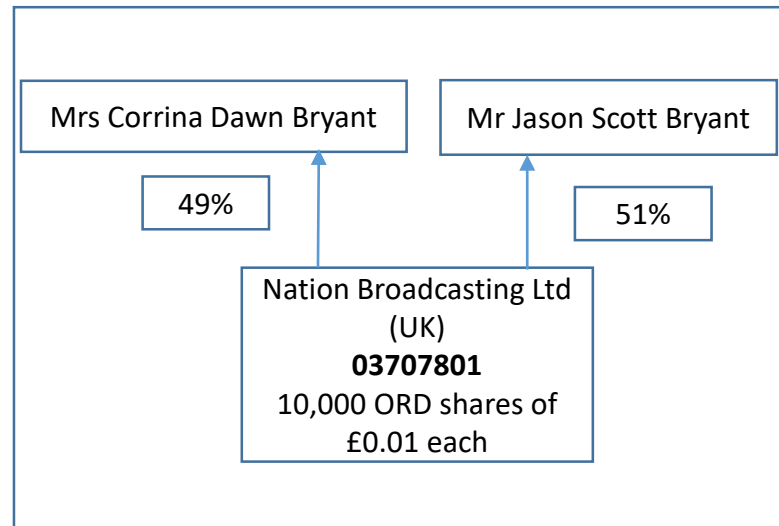 Mrs Corrina Dawn Bryant
Mr Jason Scott Bryant
49%
51%
Nation Broadcasting Ltd
(UK)
03707801
10,000 ORD shares of
£0.01 each